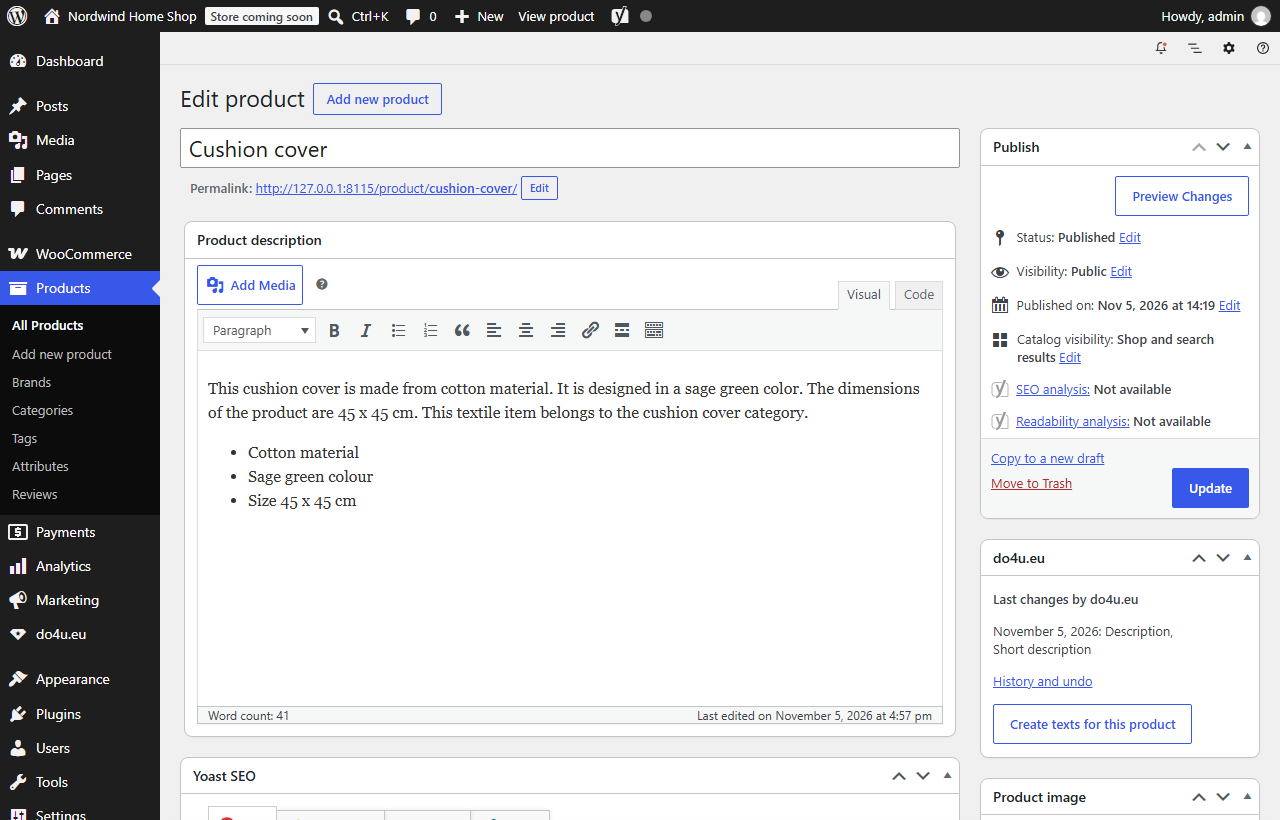 Nordwind Home Shop Store coming soon Ctrl+K 0 New View product Howdy, admin
Dashboard
Posts
Media
Pages
Comments
WooCommerce
Products
All Products
Add new product
Brands
Categories
Tags
Attributes
Reviews
Payments
Analytics
Marketing
do4u.eu
Appearance
Plugins
Users
Tools
Settings
Edit product Add new product
Cushion cover
Permalink: http://127.0.0.1:8115/product/cushion-cover/ Edit
Product description
Add Media
Visual Code
Paragraph
This cushion cover is made from cotton material. It is designed in a sage green color. The dimensions
of the product are 45 x 45 cm. This textile item belongs to the cushion cover category.
• Cotton material
• Sage green colour
• Size 45 x 45 cm
Word count: 41 Last edited on November 5, 2026 at 4:57 pm
Yoast SEO
Publish
Preview Changes
Status: Published Edit
Visibility: Public Edit
Published on: Nov 5, 2026 at 14:19 Edit
Catalog visibility: Shop and search
results Edit
SEO analysis: Not available
Readability analysis: Not available
Copy to a new draft
Move to Trash
Update
do4u.eu
Last changes by do4u.eu
November 5, 2026: Description,
Short description
History and undo
Create texts for this product
Product image